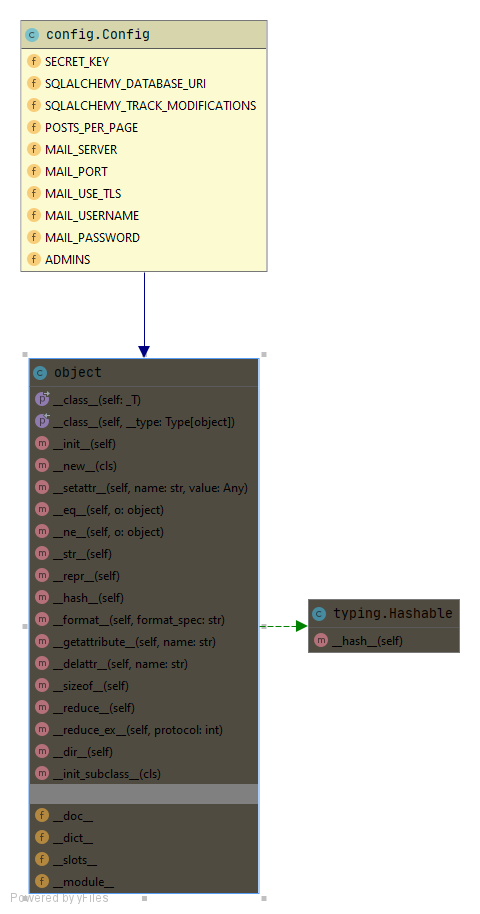 config.Config
SECRET_KEY
SQLALCHEMY_DATABASE_URI
SQLALCHEMY_TRACK_MODIFICATIONS
POSTS_PER_PAGE
MAIL_SERVER
MAIL_PORT
MAIL_USE_TLS
MAIL_USERNAME
MAIL_PASSWORD
ADMINS
object
__class__(self: _T)
__class__(self, __type: Type[object])
__init__(self)
__new__(cls)
__setattr__(self, name: str, value: Any)
__eq__(self, o: object)
__ne__(self, o: object)
__str__(self)
__repr__(self)
__hash__(self)
__format__(self, format_spec: str)
__getattribute__(self, name: str)
__delattr__(self, name: str)
__sizeof__(self)
__reduce__(self)
__reduce_ex__(self, protocol: int)
__dir__(self)
__init_subclass__(cls)
__doc__
__dict__
__slots__
__module__
typing.Hashable
__hash__(self)
Powered by yFiles